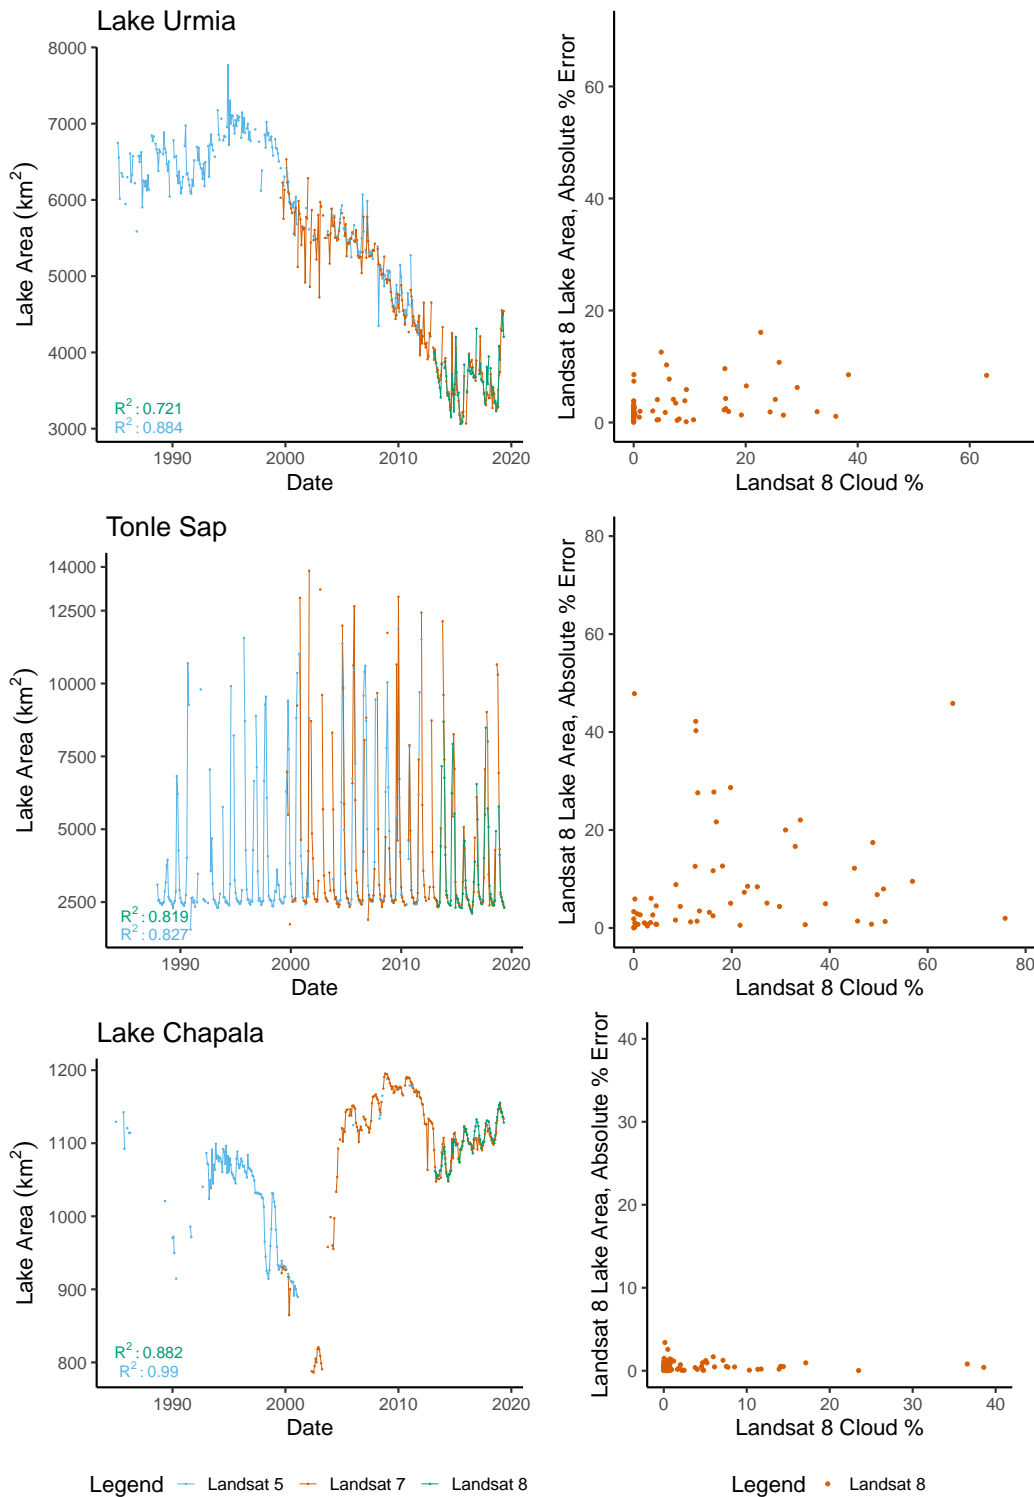 Lake Urmia
8000
7000
6000
5000
4000
3000
Lake Area (km²)
R²: 0.721
R²: 0.884
1990 2000 2010 2020
Date
60
40
20
0
Landsat 8 Lake Area, Absolute % Error
0 20 40 60
Landsat 8 Cloud %
Tonle Sap
14000
12500
10000
7500
5000
2500
Lake Area (km²)
R²: 0.819
R²: 0.827
1990 2000 2010 2020
Date
80
60
40
20
0
Landsat 8 Lake Area, Absolute % Error
0 20 40 60 80
Landsat 8 Cloud %
Lake Chapala
1200
1100
1000
900
800
Lake Area (km²)
R²: 0.882
R²: 0.99
1990 2000 2010 2020
Date
40
30
20
10
0
Landsat 8 Lake Area, Absolute % Error
0 10 20 30 40
Landsat 8 Cloud %
Legend Landsat 5 Landsat 7 Landsat 8
Legend Landsat 8